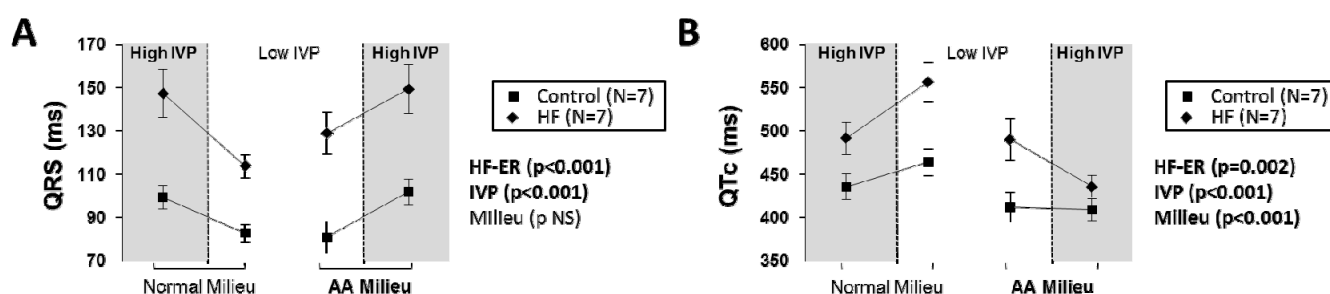 A
B
170
150
130
110
90
70
QRS (ms)
High IVP
Low IVP
High IVP
Normal Milieu
AA Milieu
Control (N=7)
HF (N=7)
HF-ER (p<0.001)
IVP (p<0.001)
Milieu (p NS)
600
550
500
450
400
350
QTc (ms)
High IVP
Low IVP
High IVP
Normal Milieu
AA Milieu
Control (N=7)
HF (N=7)
HF-ER (p=0.002)
IVP (p<0.001)
Milieu (p<0.001)